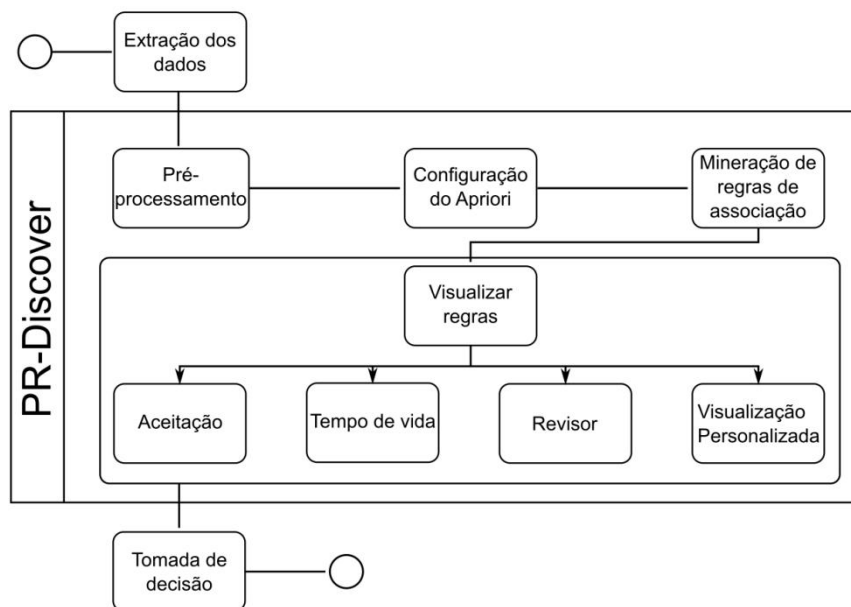 Extração dos
dados
PR-Discover
Pré-
processamento
Configuração
do Apriori
Mineração de
regras de
associação
Visualizar
regras
Aceitação
Tempo de vida
Revisor
Visualização
Personalizada
Tomada de
decisão